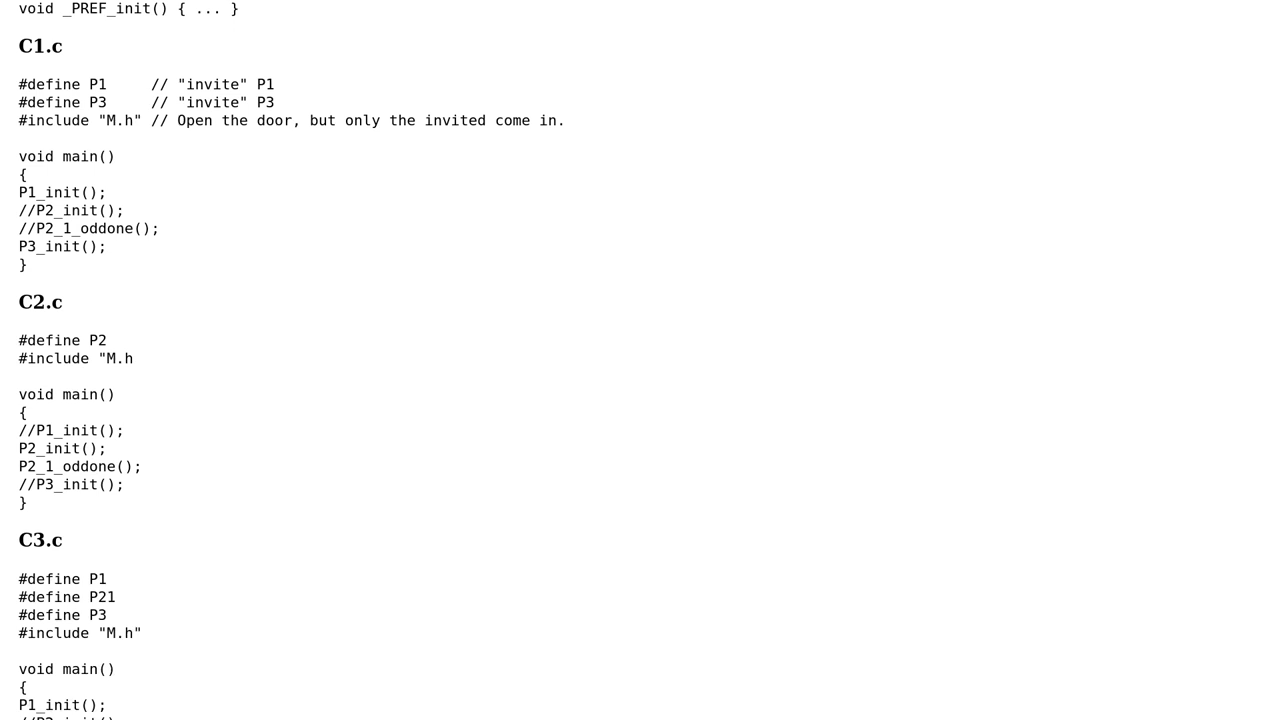 void _PREF_init() { ... }
C1.c
#define P1     // "invite" P1
#define P3     // "invite" P3
#include "M.h" // Open the door, but only the invited come in.
void main()
{
P1_init();
//P2_init();
//P2_1_oddone();
P3_init();
}
C2.c
#define P2
#include "M.h
void main()
{
//P1_init();
P2_init();
P2_1_oddone();
//P3_init();
}
C3.c
#define P1
#define P21
#define P3
#include "M.h"
void main()
{
P1_init();